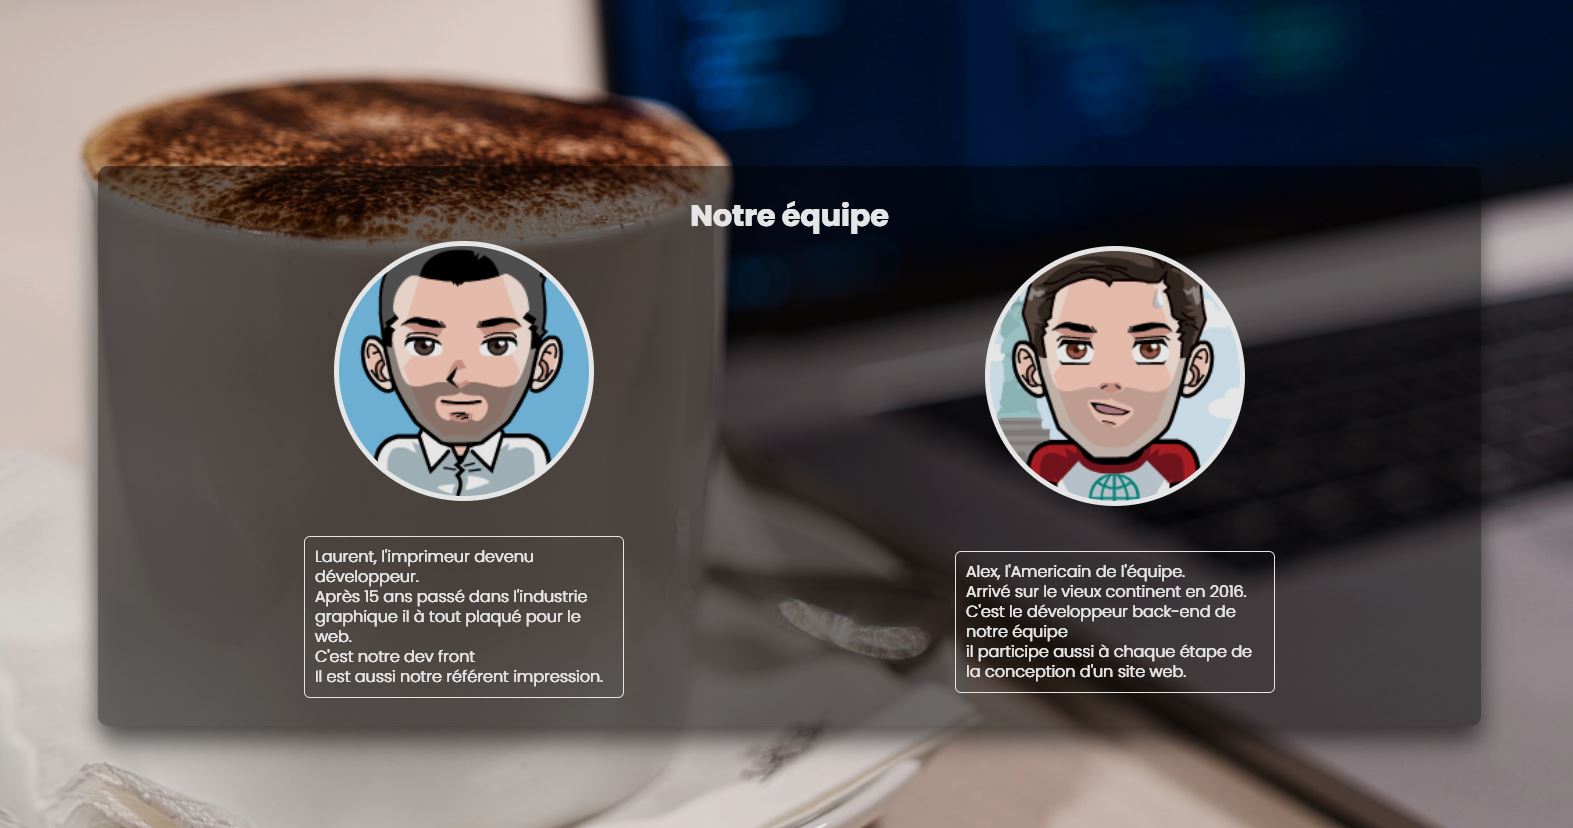 Notre équipe
Laurent, l'imprimeur devenu
développeur.
Après 15 ans passé dans l'industrie
graphique il à tout plaqué pour le
web.
C'est notre dev front
Il est aussi notre référent impression.
Alex, l'Americain de l'équipe.
Arrivé sur le vieux continent en 2016.
C'est le développeur back-end de
notre équipe
il participe aussi à chaque étape de
la conception d'un site web.